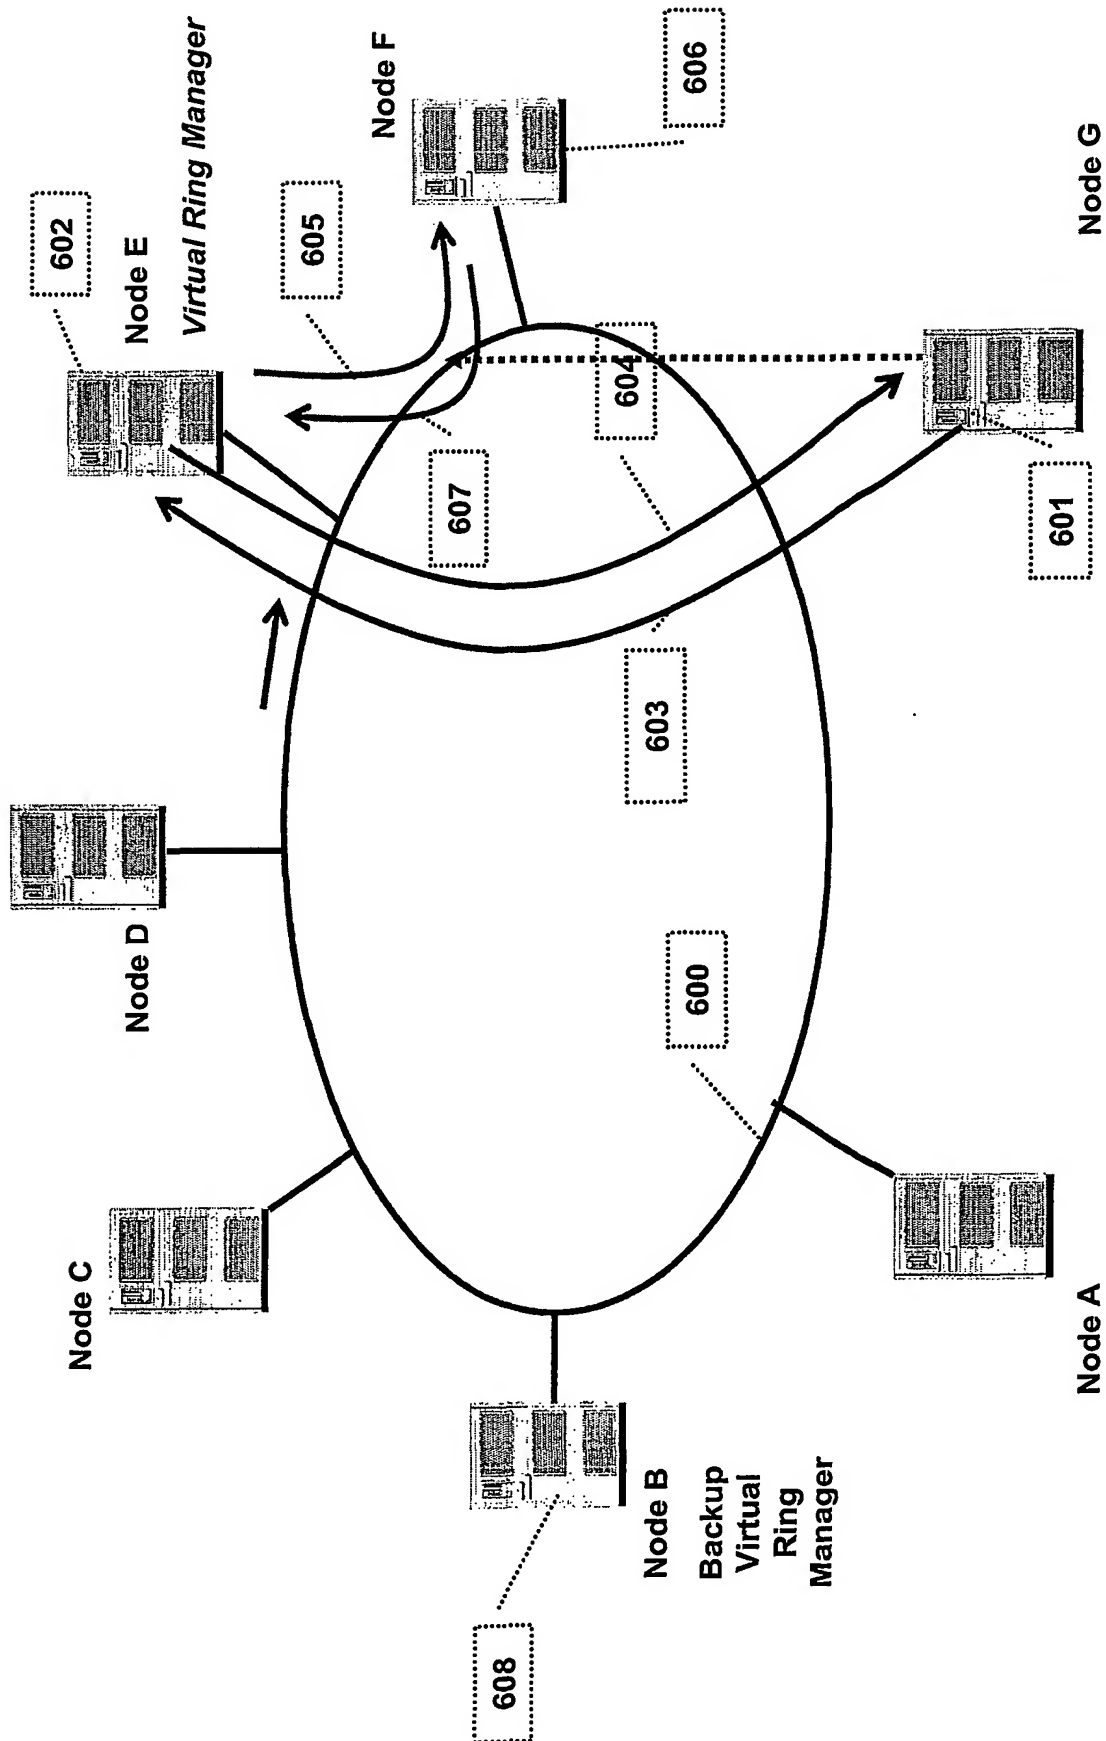 602
Node E
Virtual Ring Manager
605
Node F
606
607
604
Node G
601
603
Node D
600
Node C
Node B
Backup
Virtual
Ring
Manager
608
Node A